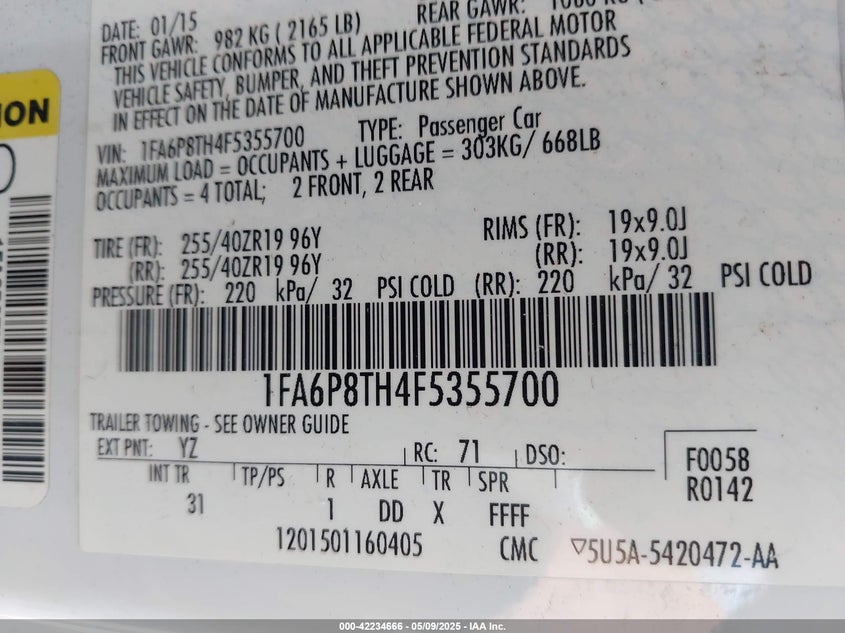 DATE: 01/15
REAR GAWR:
FRONT GAWR: 982 KG ( 2165 LB)
THIS VEHICLE CONFORMS TO ALL APPLICABLE FEDERAL MOTOR
VEHICLE SAFETY, BUMPER, AND THEFT PREVENTION STANDARDS
IN EFFECT ON THE DATE OF MANUFACTURE SHOWN ABOVE.
VIN: 1FA6P8TH4F5355700 TYPE: Passenger Car
MAXIMUM LOAD = OCCUPANTS + LUGGAGE = 303KG/ 668LB
OCCUPANTS = 4 TOTAL; 2 FRONT, 2 REAR
TIRE (FR): 255/40ZR19 96Y RIMS (FR): 19x9.0J
(RR): 255/40ZR19 96Y (RR): 19x9.0J
PRESSURE (FR): 220 kPa/ 32 PSI COLD (RR): 220 kPa/ 32 PSI COLD
1FA6P8TH4F5355700
TRAILER TOWING - SEE OWNER GUIDE
EXT PNT: YZ RC: 71 DSO:
INT TR TP/PS R AXLE TR SPR
31 1 DD X FFFF
F0058
R0142
1201501160405 CMC ▽5U5A-5420472-AA
000-42234666 - 05/09/2025 - IAA Inc.